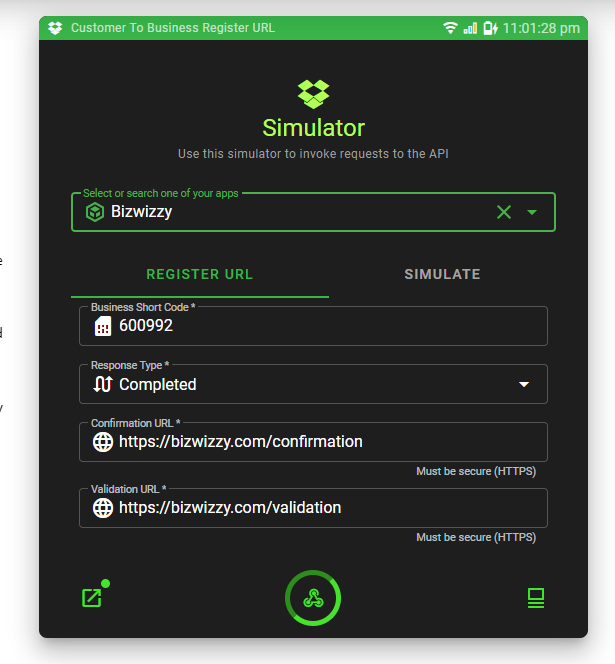 Customer To Business Register URL
11:01:28 pm
Simulator
Use this simulator to invoke requests to the API
Select or search one of your apps
Bizwizzy
REGISTER URL
SIMULATE
Business Short Code *
600992
Response Type *
Completed
Confirmation URL *
https://bizwizzy.com/confirmation
Must be secure (HTTPS)
Validation URL *
https://bizwizzy.com/validation
Must be secure (HTTPS)